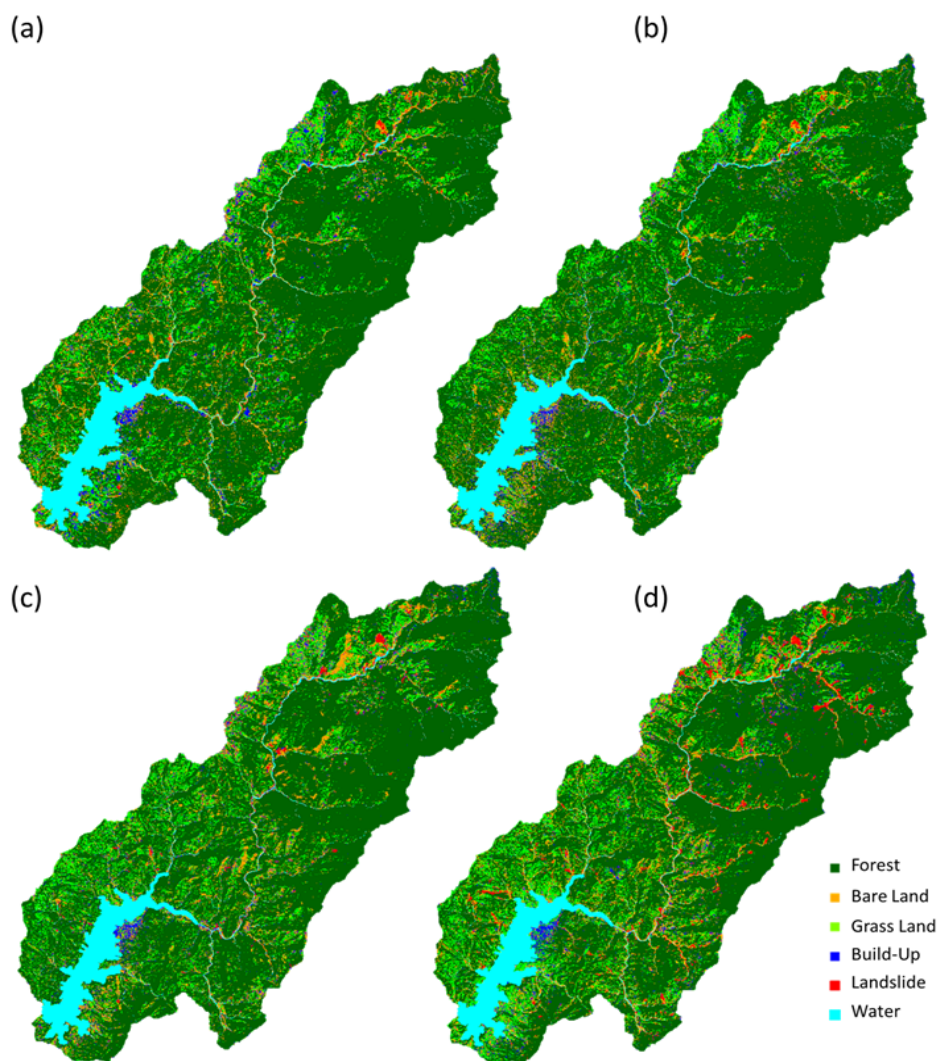 (a)
(b)
(c)
(d)
Forest
Bare Land
Grass Land
Build-Up
Landslide
Water